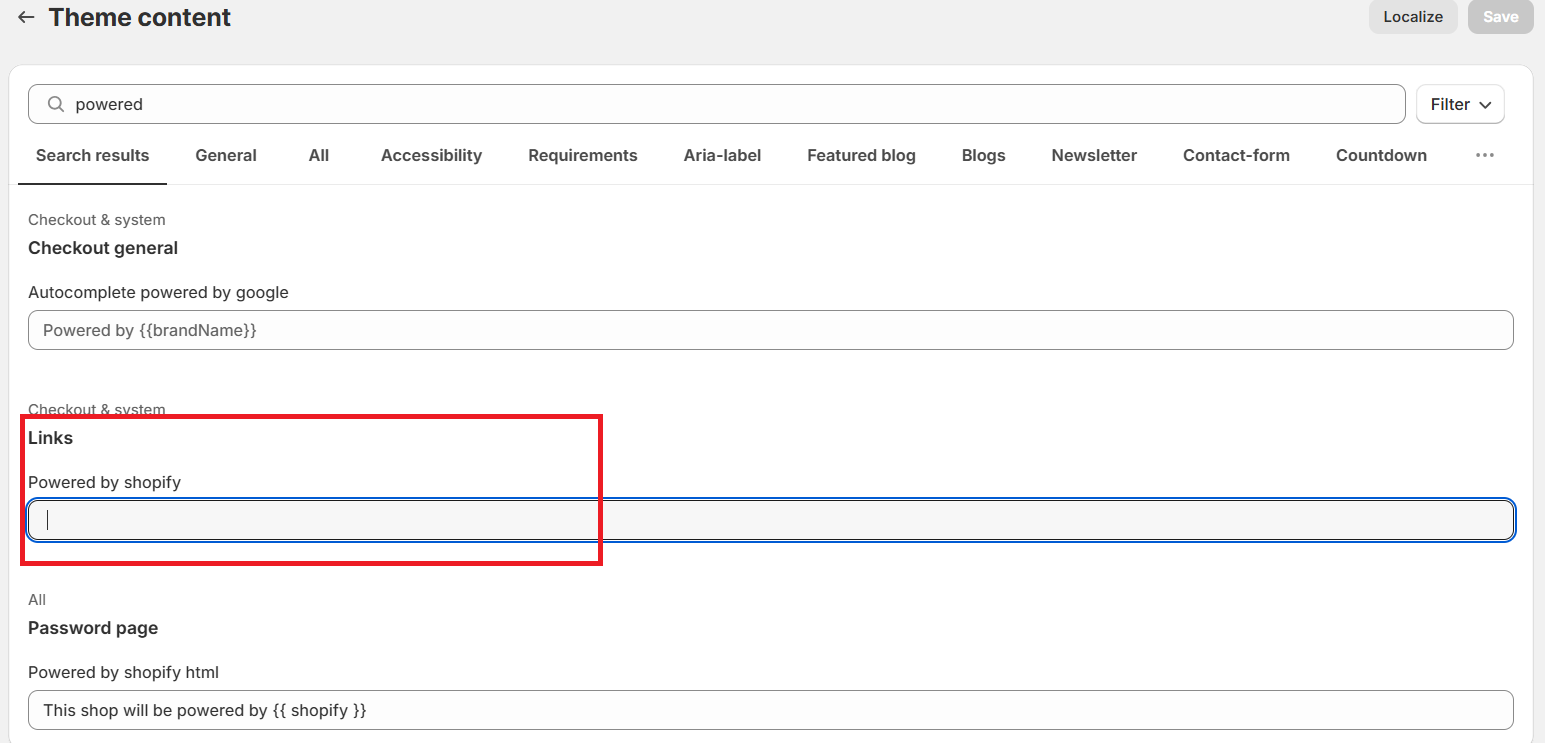 Theme content
Localize
Save
powered
Filter
Search results General All Accessibility Requirements Aria-label Featured blog Blogs Newsletter Contact-form Countdown ...
Checkout & system
Checkout general
Autocomplete powered by google
Powered by {{brandName}}
Checkout & system
Links
Powered by shopify
All
Password page
Powered by shopify html
This shop will be powered by {{ shopify }}